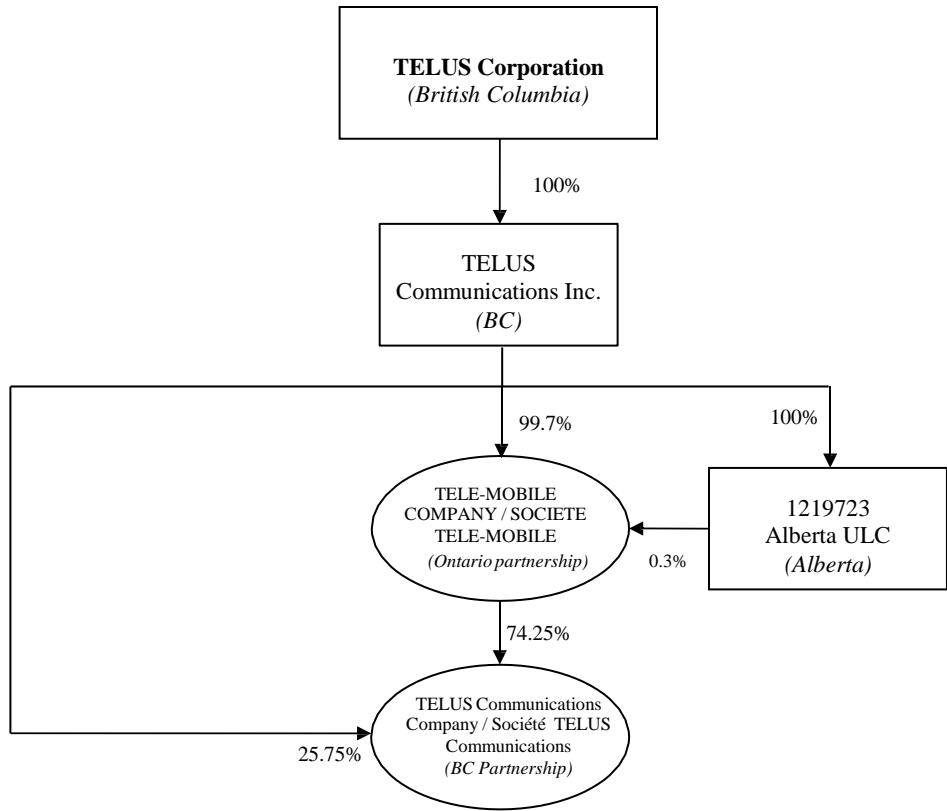 TELUS Corporation
(British Columbia)
100%
TELUS
Communications Inc.
(BC)
99.7%
100%
TELE-MOBILE
COMPANY / SOCIETE
TELE-MOBILE
(Ontario partnership)
0.3%
1219723
Alberta ULC
(Alberta)
74.25%
TELUS Communications
Company / Société TELUS
Communications
(BC Partnership)
25.75%